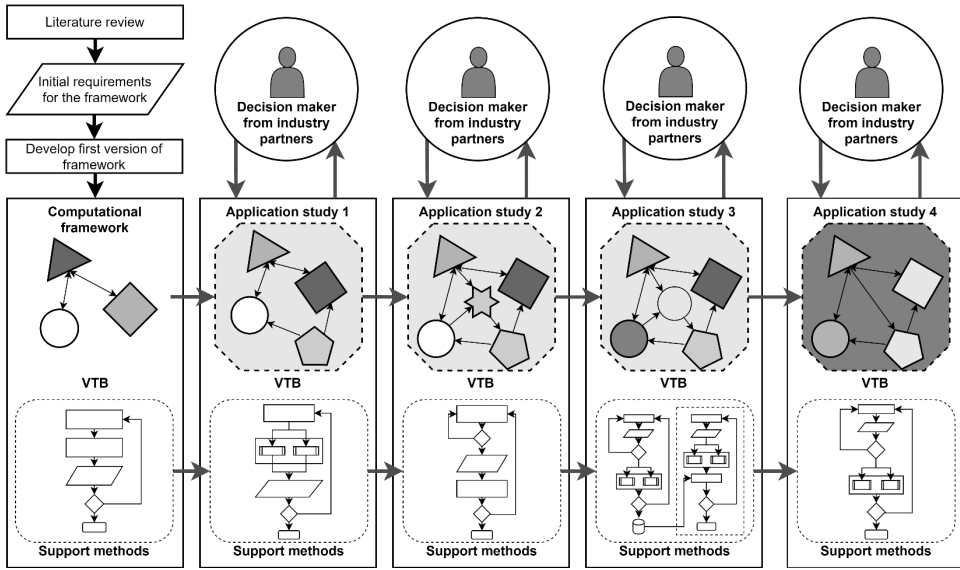 Literature review
Initial requirements
for the framework
Develop first version of
framework
Decision maker
from industry
partners
Decision maker
from industry
partners
Decision maker
from industry
partners
Decision maker
from industry
partners
Computational
framework
VTB
Support methods
Application study 1
VTB
Support methods
Application study 2
VTB
Support methods
Application study 3
VTB
Support methods
Application study 4
VTB
Support methods